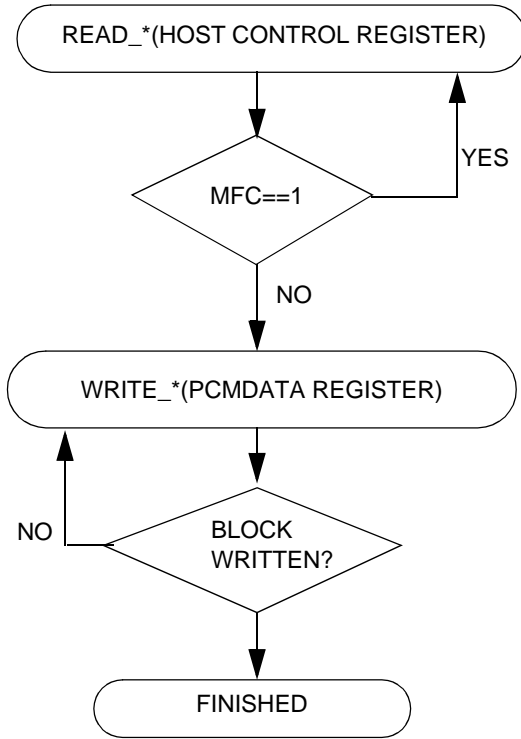 READ_*(HOST CONTROL REGISTER)
YES
MFC==1
NO
WRITE_*(PCMDATA REGISTER)
NO
BLOCK
WRITTEN?
FINISHED